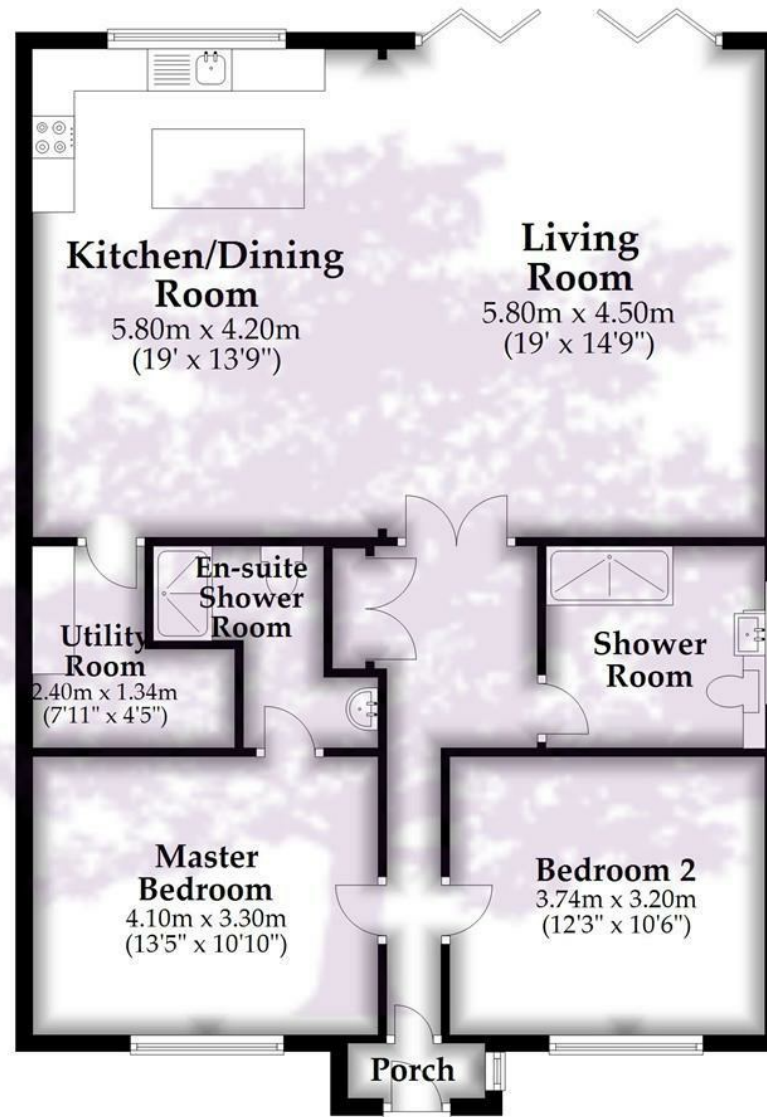 Kitchen/Dining
Room
5.80m x 4.20m
(19' x 13'9")
Living
Room
5.80m x 4.50m
(19' x 14'9")
En-suite
Shower
Room
Utility
Room
2.40m x 1.34m
(7'11" x 4'5")
Shower
Room
Master
Bedroom
4.10m x 3.30m
(13'5" x 10'10")
Bedroom 2
3.74m x 3.20m
(12'3" x 10'6")
Porch